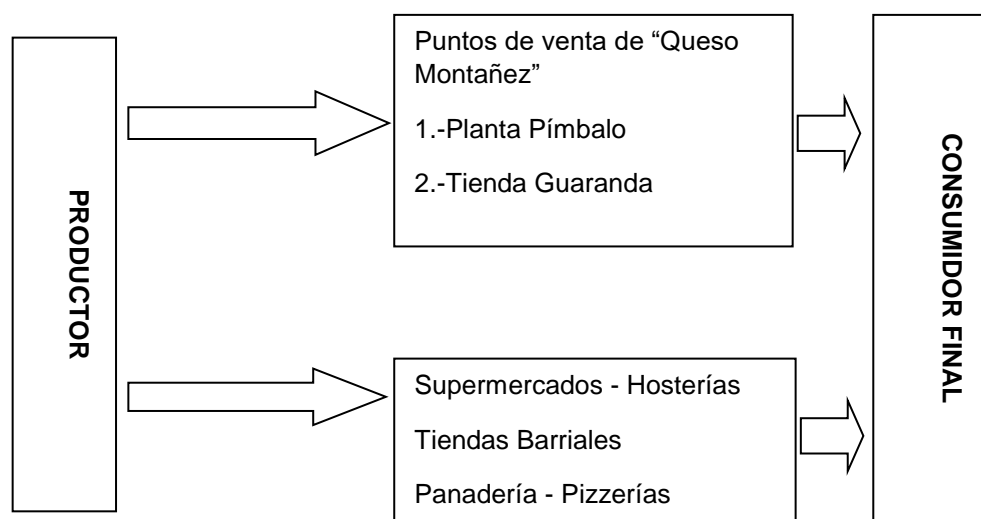 PRODUCTOR
Puntos de venta de “Queso
Montañez”
1.-Planta Pímbalo
2.-Tienda Guaranda
Supermercados - Hosterías
Tiendas Barriales
Panadería - Pizzerías
CONSUMIDOR FINAL